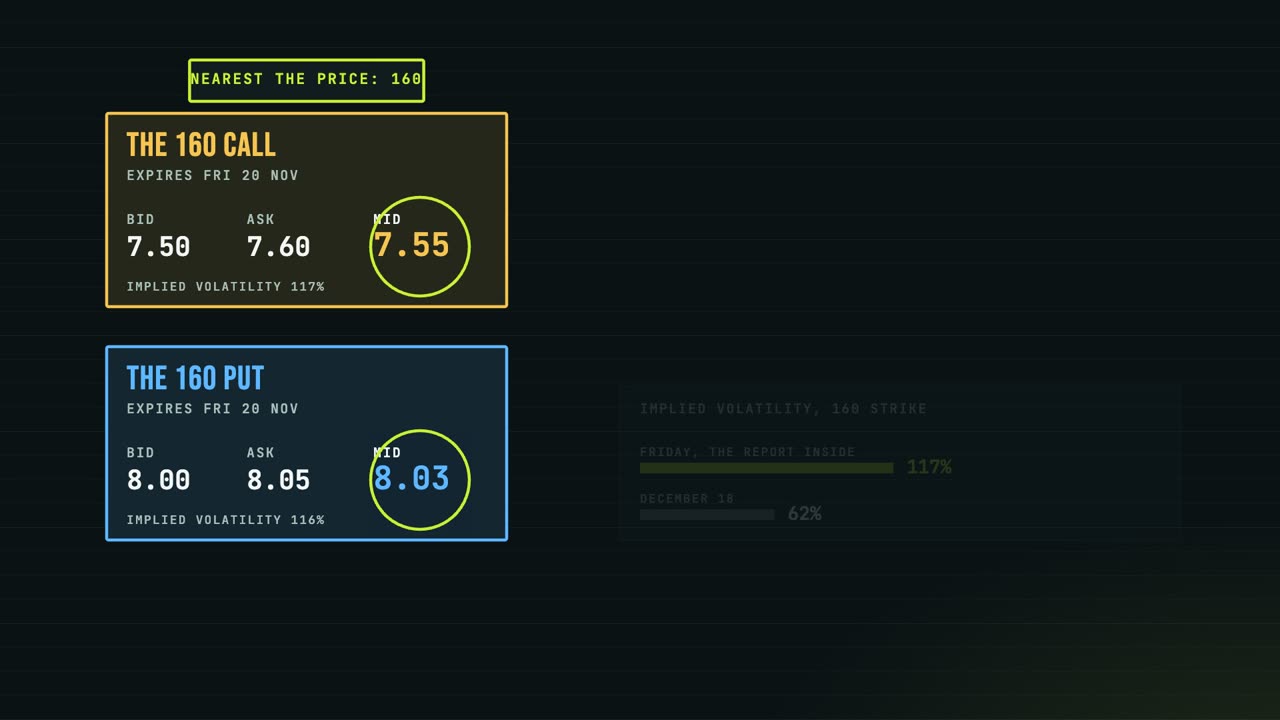 NEAREST THE PRICE: 160
THE 160 CALL
EXPIRES FRI 20 NOV
BID ASK MID
7.50 7.60 7.55
IMPLIED VOLATILITY 117%
THE 160 PUT
EXPIRES FRI 20 NOV
BID ASK MID
8.00 8.05 8.03
IMPLIED VOLATILITY 116%
IMPLIED VOLATILITY, 160 STRIKE
FRIDAY, THE REPORT INSIDE
117%
DECEMBER 18
62%